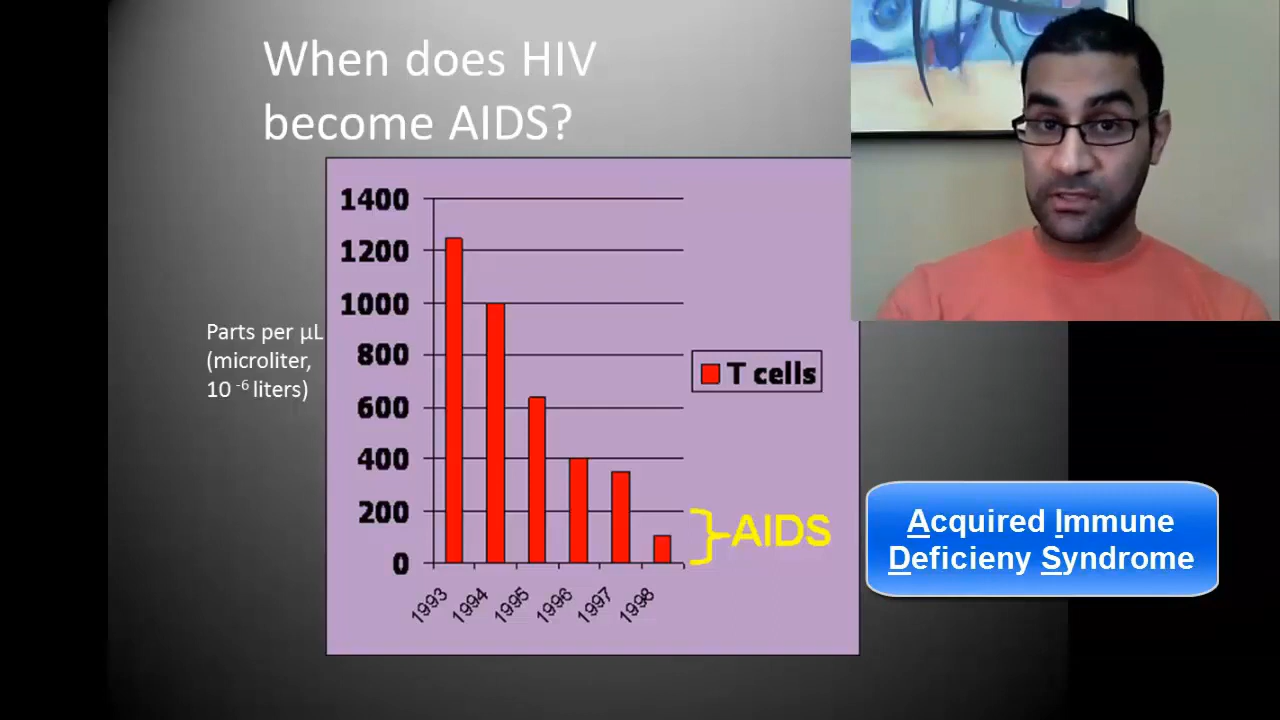 When does HIV
become AIDS?
1400
1200
1000
800
600
400
200
0
Parts per µL
(microliter,
10 -6 liters)
T cells
AIDS
1993
1994
1995
1996
1997
1998
Acquired Immune
Deficieny Syndrome